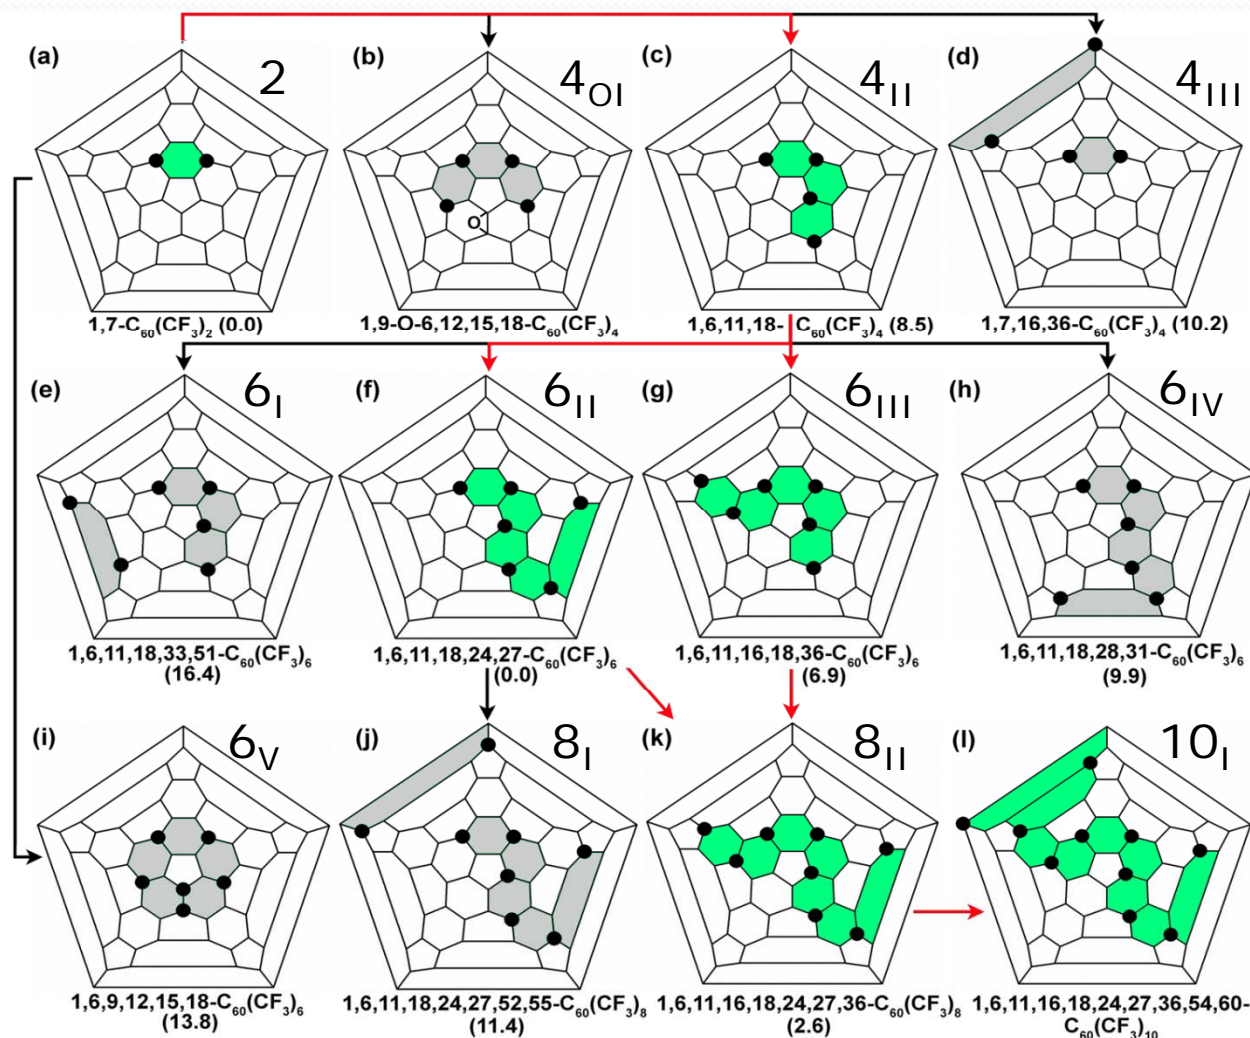 (a) 2
(b) 4OI
(c) 4II
(d) 4III
O
1,7-C60(CF3)2 (0.0)
1,9-O-6,12,15,18-C60(CF3)4
1,6,11,18- C60(CF3)4 (8.5)
1,7,16,36-C60(CF3)4 (10.2)
(e) 6I
(f) 6II
(g) 6III
(h) 6IV
1,6,11,18,33,51-C60(CF3)6
(16.4)
1,6,11,18,24,27-C60(CF3)6
(0.0)
1,6,11,16,18,36-C60(CF3)6
(6.9)
1,6,11,18,28,31-C60(CF3)6
(9.9)
(i) 6V
(j) 8I
(k) 8II
(l) 10I
1,6,9,12,15,18-C60(CF3)6
(13.8)
1,6,11,18,24,27,52,55-C60(CF3)8
(11.4)
1,6,11,16,18,24,27,36-C60(CF3)8
(2.6)
1,6,11,16,18,24,27,36,54,60-
C60(CF3)10